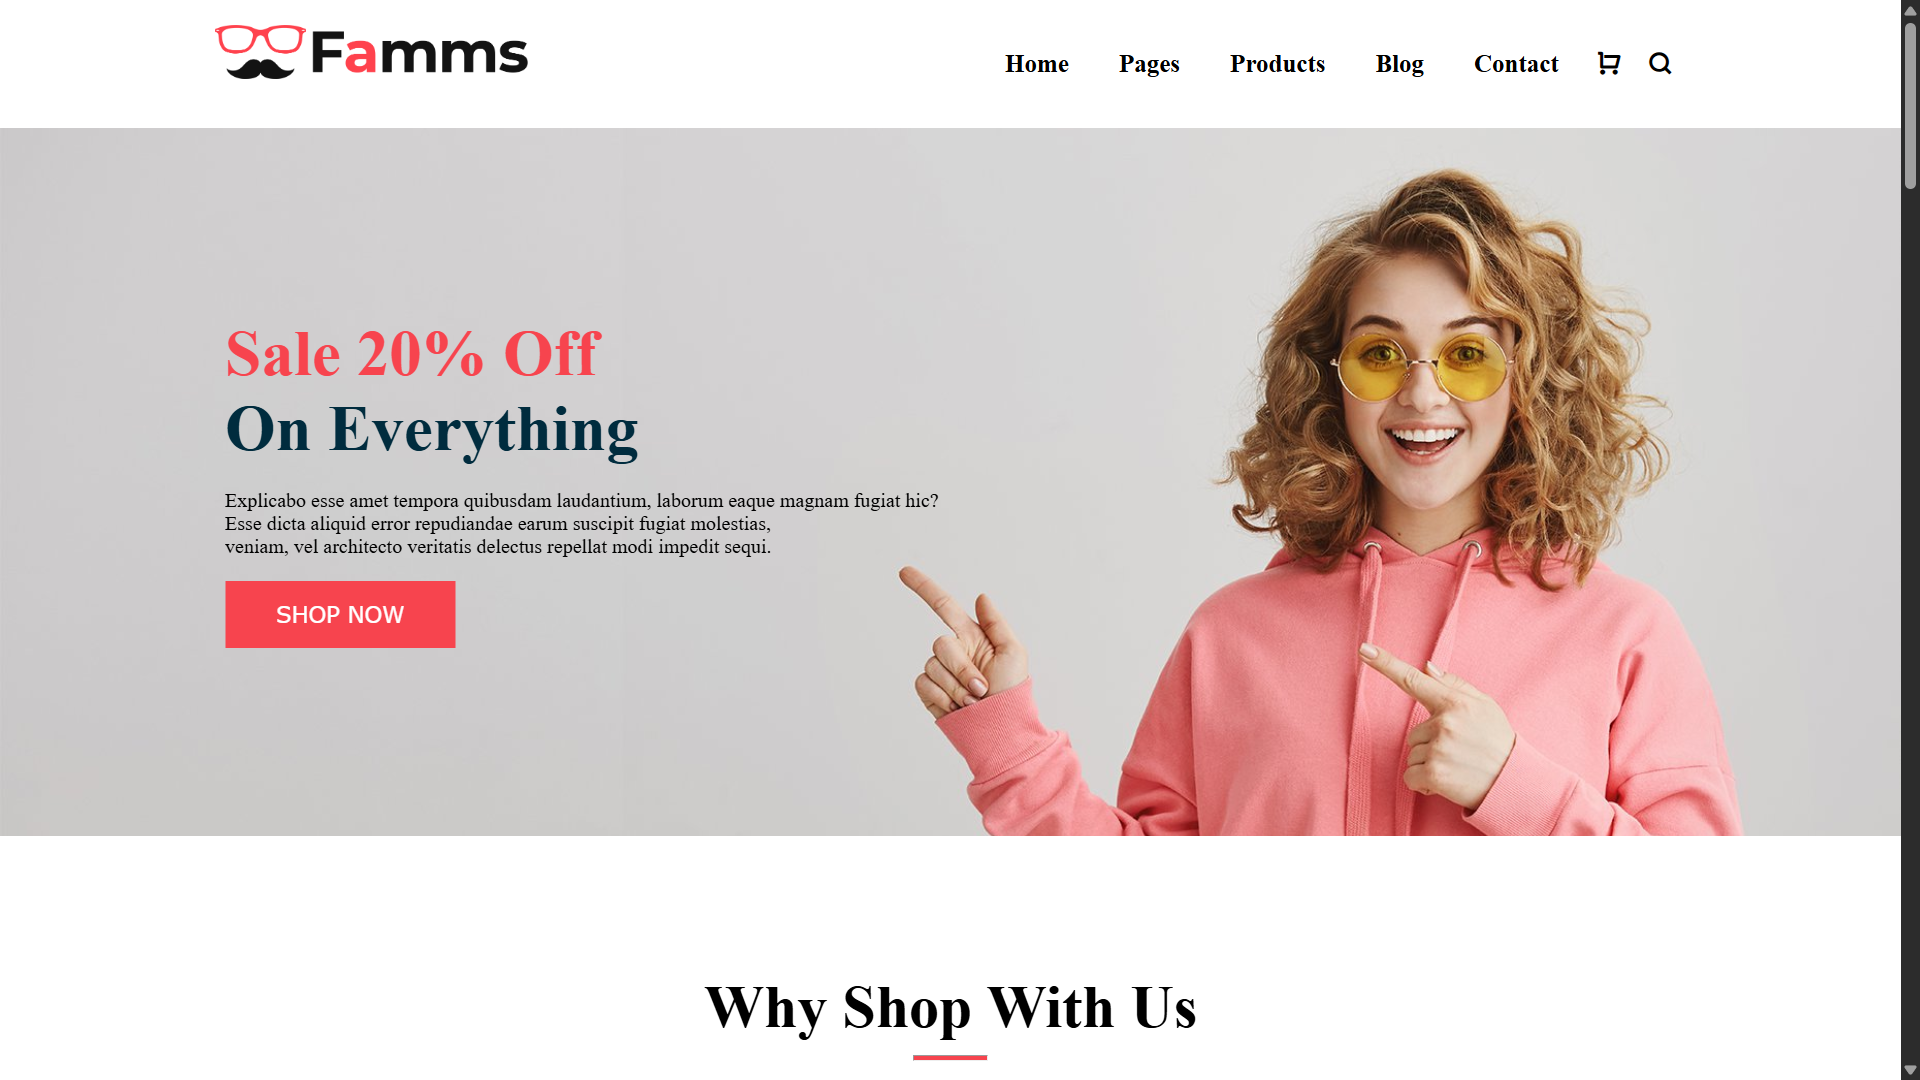 Famms
Home Pages Products Blog Contact
Sale 20% Off
On Everything
Explicabo esse amet tempora quibusdam laudantium, laborum eaque magnam fugiat hic?
Esse dicta aliquid error repudiandae earum suscipit fugiat molestias,
veniam, vel architecto veritatis delectus repellat modi impedit sequi.
SHOP NOW
Why Shop With Us